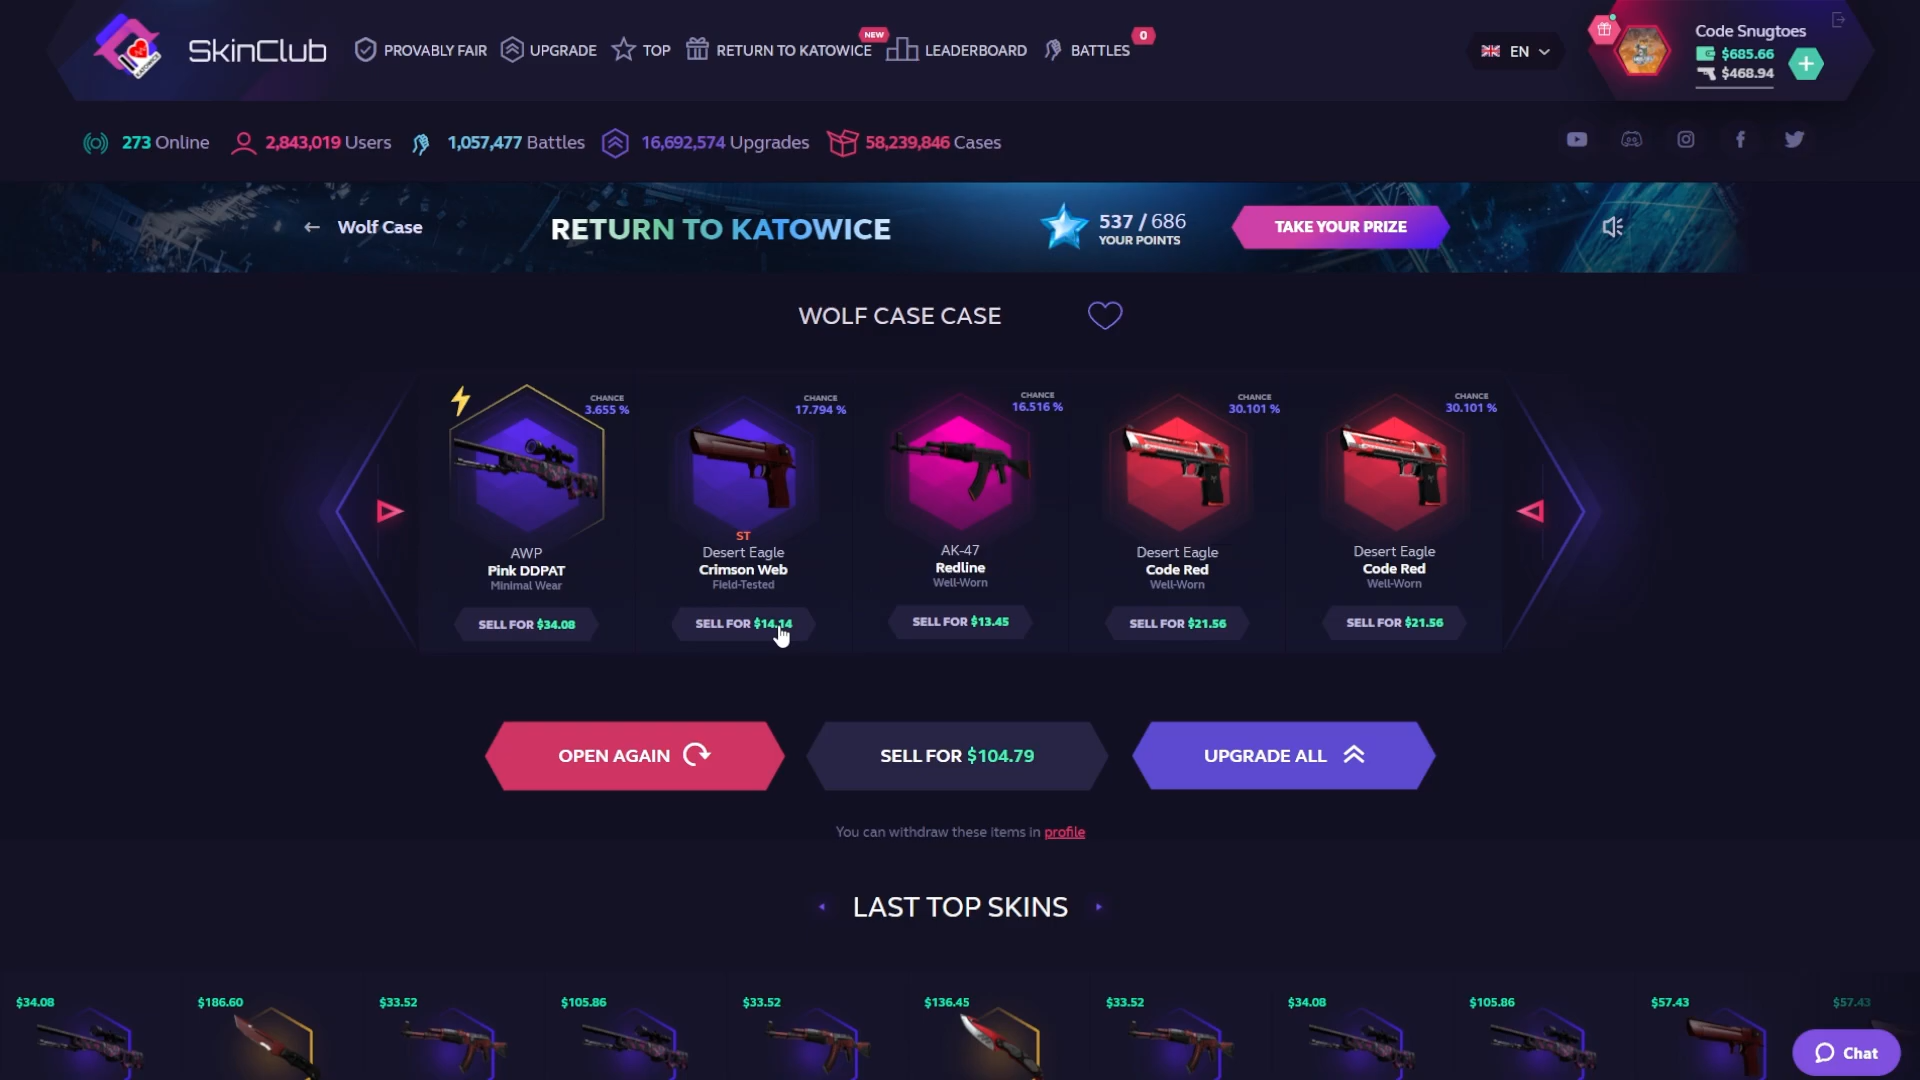 SkinClub
PROVABLY FAIR
UPGRADE
TOP
RETURN TO KATOWICE
NEW
LEADERBOARD
BATTLES
0
EN
Code Snugtoes
$685.66
$468.94
273 Online
2,843,019 Users
1,057,477 Battles
16,692,574 Upgrades
58,239,846 Cases
Wolf Case
RETURN TO KATOWICE
537 / 686
YOUR POINTS
TAKE YOUR PRIZE
WOLF CASE CASE
CHANCE
3.655 %
AWP
Pink DDPAT
Minimal Wear
SELL FOR $34.08
CHANCE
17.794 %
ST
Desert Eagle
Crimson Web
Field-Tested
SELL FOR $14.14
CHANCE
16.516 %
AK-47
Redline
Well-Worn
SELL FOR $13.45
CHANCE
30.101 %
Desert Eagle
Code Red
Well-Worn
SELL FOR $21.56
CHANCE
30.101 %
Desert Eagle
Code Red
Well-Worn
SELL FOR $21.56
OPEN AGAIN
SELL FOR $104.79
UPGRADE ALL
You can withdraw these items in profile
LAST TOP SKINS
$34.08
$186.60
$33.52
$105.86
$33.52
$136.45
$33.52
$34.08
$105.86
$57.43
$57.43
Chat